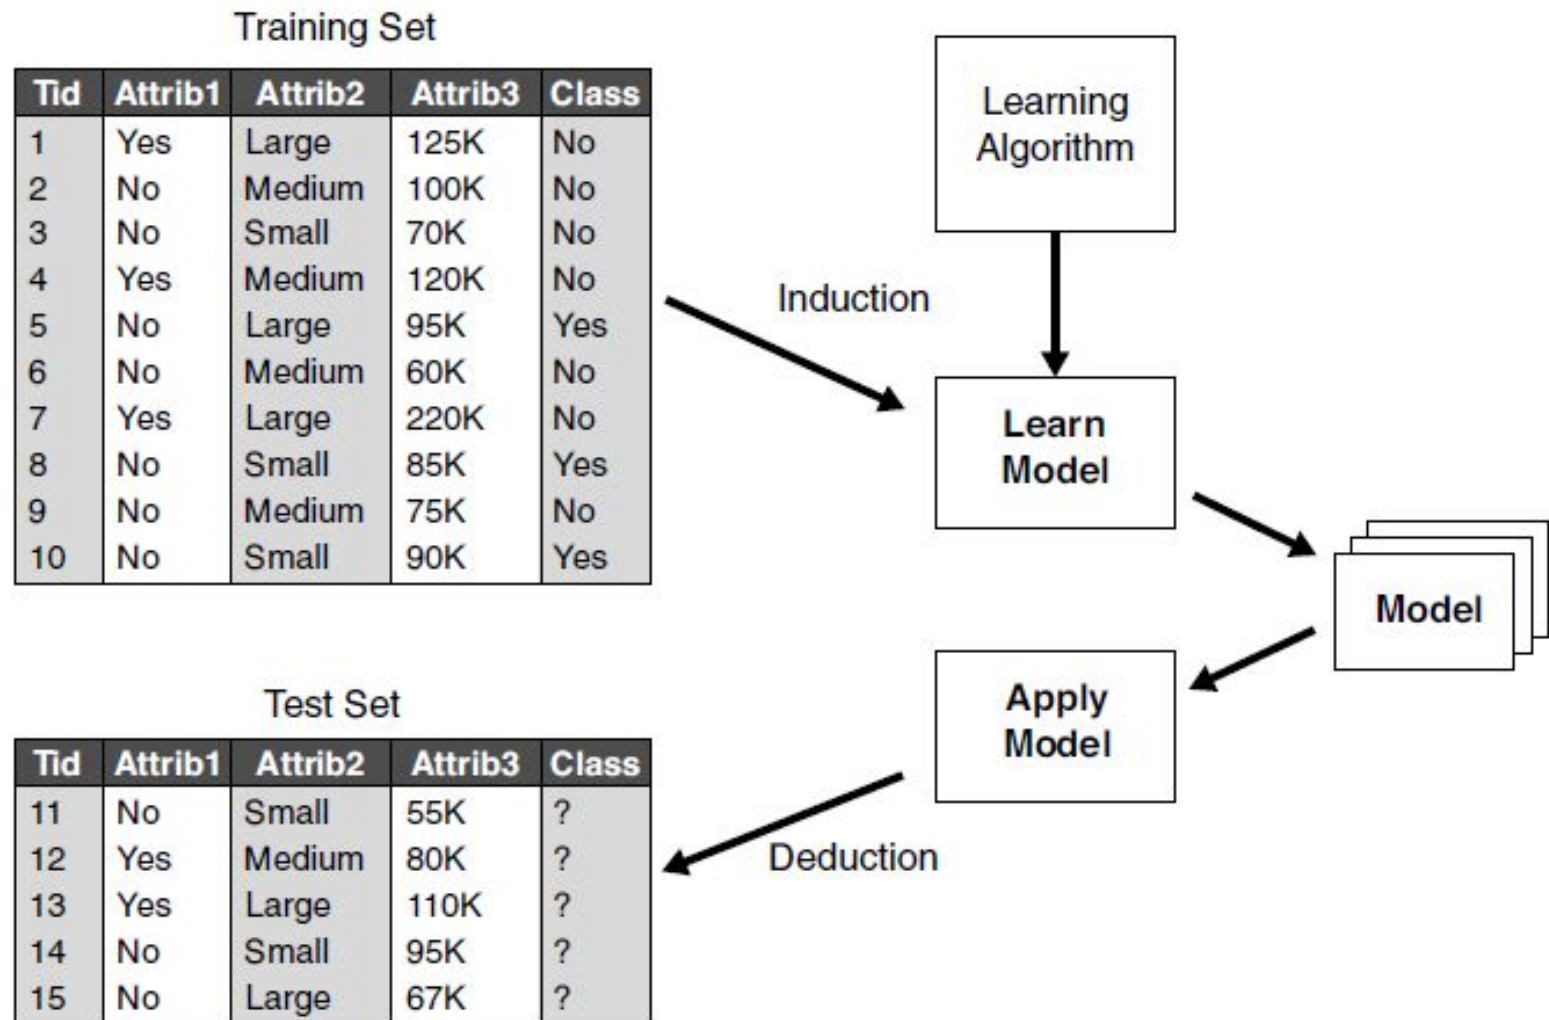 Training Set
Tid Attrib1 Attrib2 Attrib3 Class
1 Yes Large 125K No
2 No Medium 100K No
3 No Small 70K No
4 Yes Medium 120K No
5 No Large 95K Yes
6 No Medium 60K No
7 Yes Large 220K No
8 No Small 85K Yes
9 No Medium 75K No
10 No Small 90K Yes
Learning
Algorithm
Induction
Learn
Model
Model
Apply
Model
Deduction
Test Set
Tid Attrib1 Attrib2 Attrib3 Class
11 No Small 55K ?
12 Yes Medium 80K ?
13 Yes Large 110K ?
14 No Small 95K ?
15 No Large 67K ?